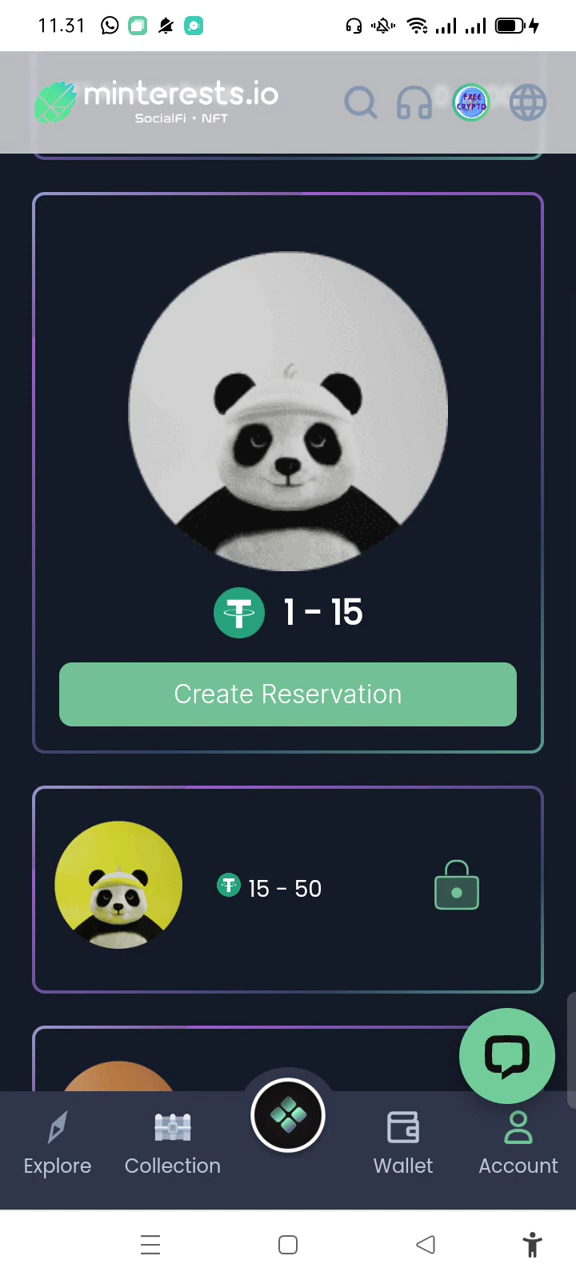 11.31
minterests.io
SocialFi • NFT
FREE
CRYPTO
1 - 15
Create Reservation
15 - 50
Explore
Collection
Wallet
Account